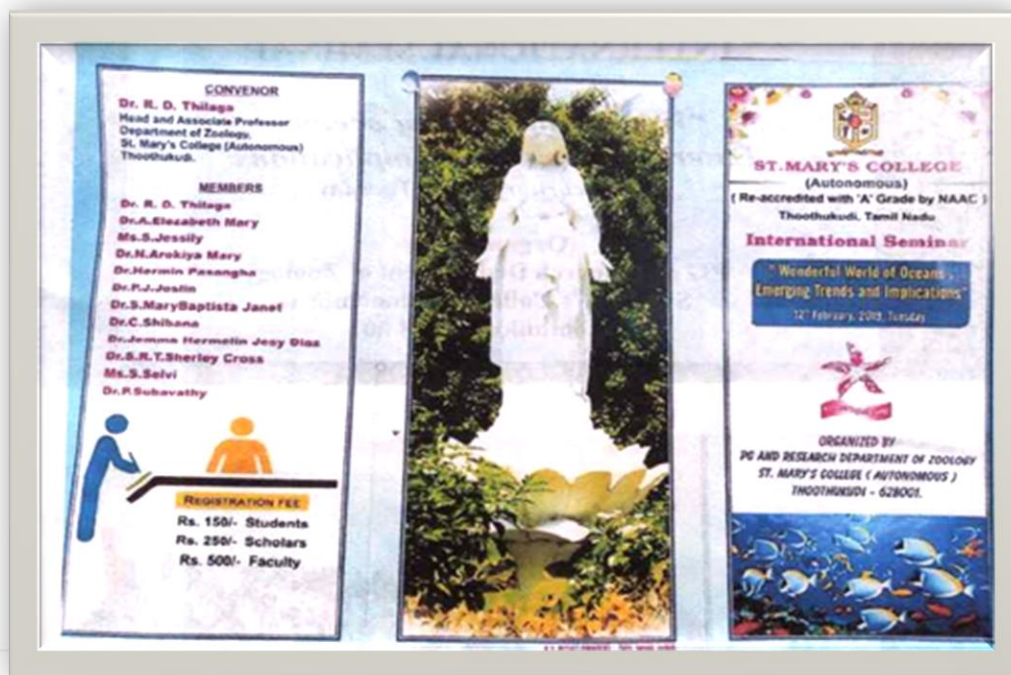 CONVENOR
Dr. R. D. Thilaga
Head and Associate Professor
Department of Zoology,
St. Mary's College (Autonomous)
Thoothukudi.
MEMBERS
Dr. R. D. Thilaga
Dr.A.Elezabeth Mary
Ms.S.Jessily
Dr.N.Arokiya Mary
Dr.Hermin Pasangha
Dr.P.J.Joslin
Dr.S.MaryBaptista Janet
Dr.C.Shibana
Dr.Jemma Hermelin Jesy Diaz
Dr.S.R.T.Sherley Cross
Ms.S.Selvi
Dr.P.Subavathy
REGISTRATION FEE
Rs. 150/- Students
Rs. 250/- Scholars
Rs. 500/- Faculty
ST.MARY'S COLLEGE
(Autonomous)
( Re-accredited with 'A' Grade by NAAC )
Thoothukudi, Tamil Nadu
International Seminar
"Wonderful World of Oceans,
Emerging Trends and Implications"
12th February, 2019, Tuesday
ORGANIZED BY
PG AND RESEARCH DEPARTMENT OF ZOOLOGY
ST. MARY'S COLLEGE ( AUTONOMOUS )
THOOTHUKUDI - 628001.